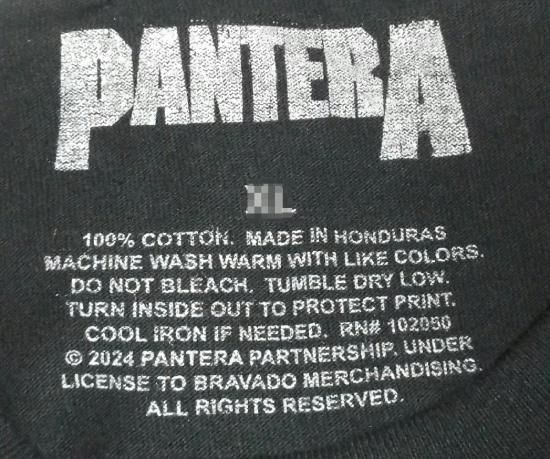 PANTERA
XL
100% COTTON. MADE IN HONDURAS
MACHINE WASH WARM WITH LIKE COLORS.
DO NOT BLEACH. TUMBLE DRY LOW.
TURN INSIDE OUT TO PROTECT PRINT.
COOL IRON IF NEEDED. RN# 102050
© 2024 PANTERA PARTNERSHIP. UNDER
LICENSE TO BRAVADO MERCHANDISING.
ALL RIGHTS RESERVED.